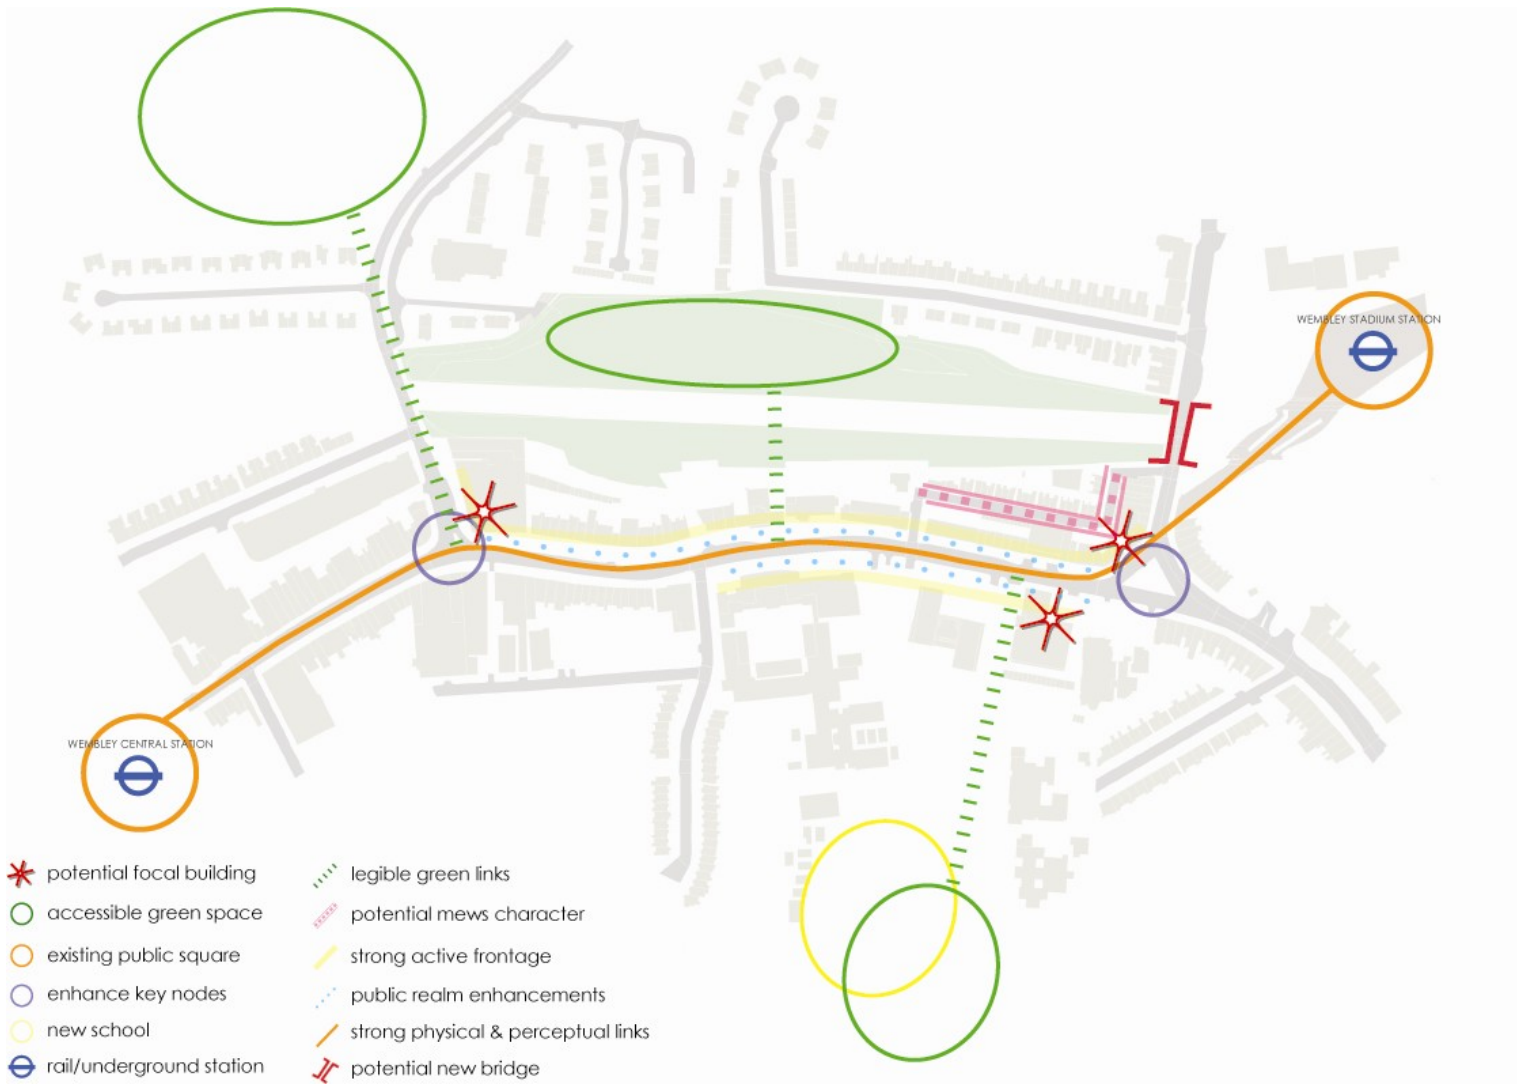 WEMBLEY STADIUM STATION
WEMBLEY CENTRAL STATION
potential focal building
accessible green space
existing public square
enhance key nodes
new school
rail/underground station
legible green links
potential mews character
strong active frontage
public realm enhancements
strong physical & perceptual links
potential new bridge